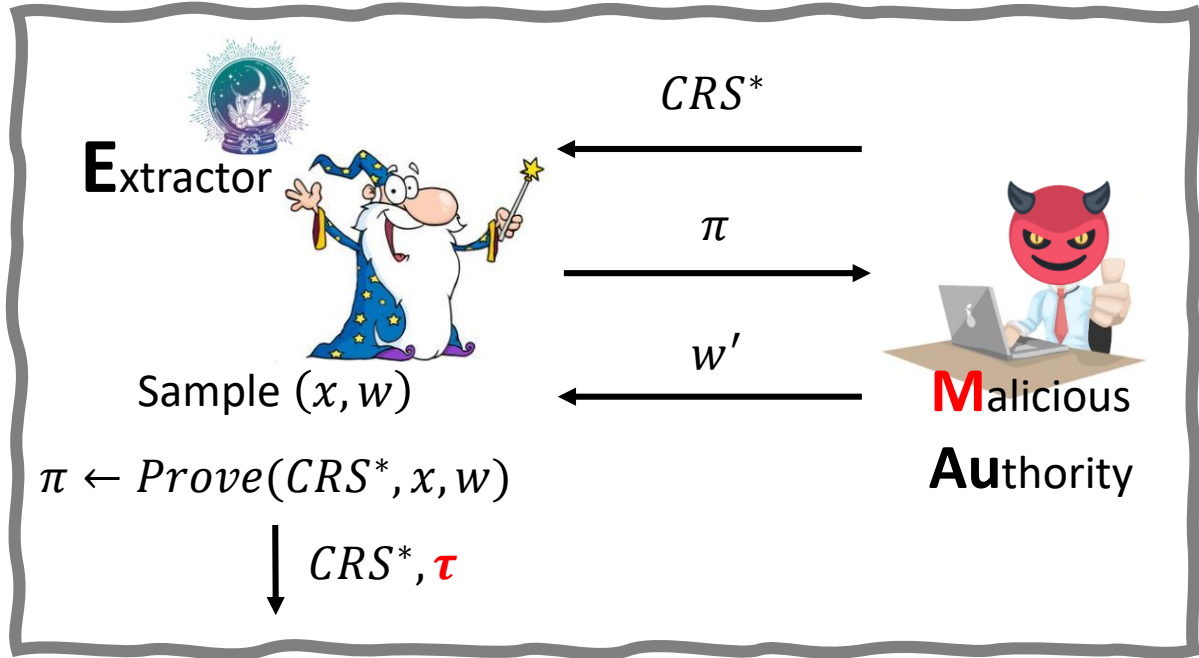 CRS*
Extractor
π
w′
Sample (x, w)
Malicious
π ← Prove(CRS*, x, w)
Authority
CRS*, τ